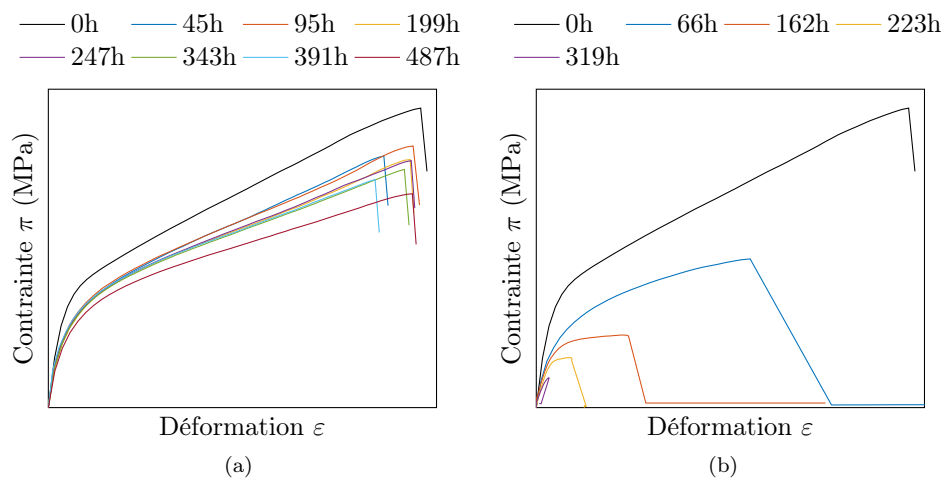 0h 45h 95h 199h
247h 343h 391h 487h
Contrainte π (MPa)
Déformation ε
(a)
0h 66h 162h 223h
319h
Contrainte π (MPa)
Déformation ε
(b)